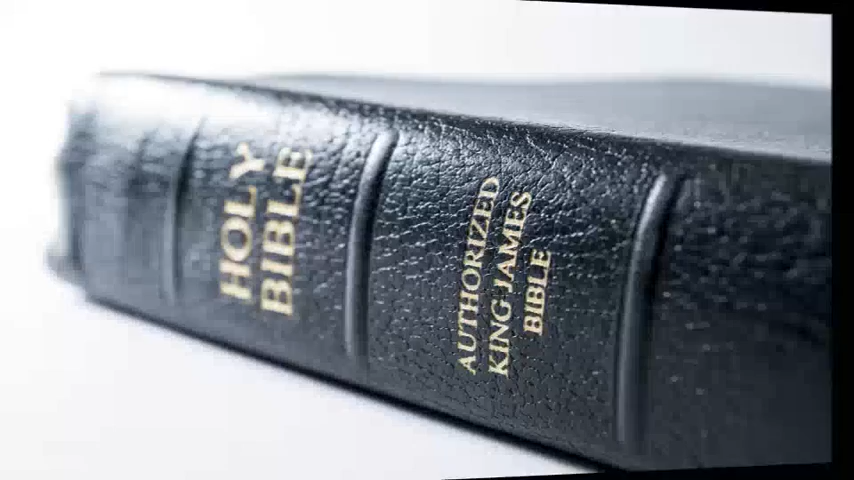 HOLY
BIBLE
AUTHORIZED
KING JAMES
BIBLE